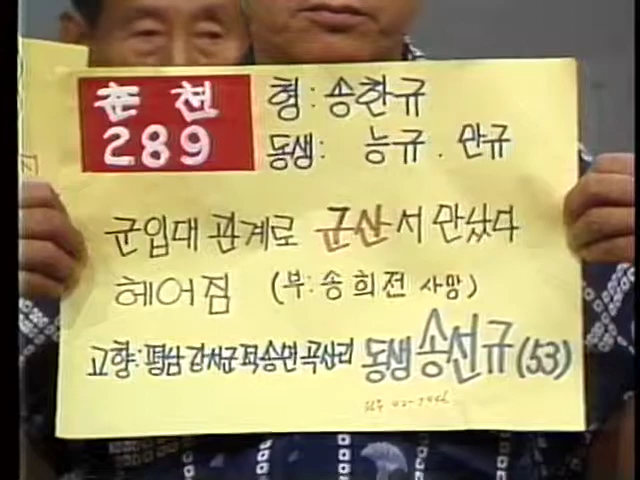 춘천
289
형: 송한규
동생: 능규. 만규
군입대 관계로 군산서 만났다
헤어짐 (부: 송희전 사망)
고향: 평남 강서군 적송면 곡산리 동생 송선규(53)